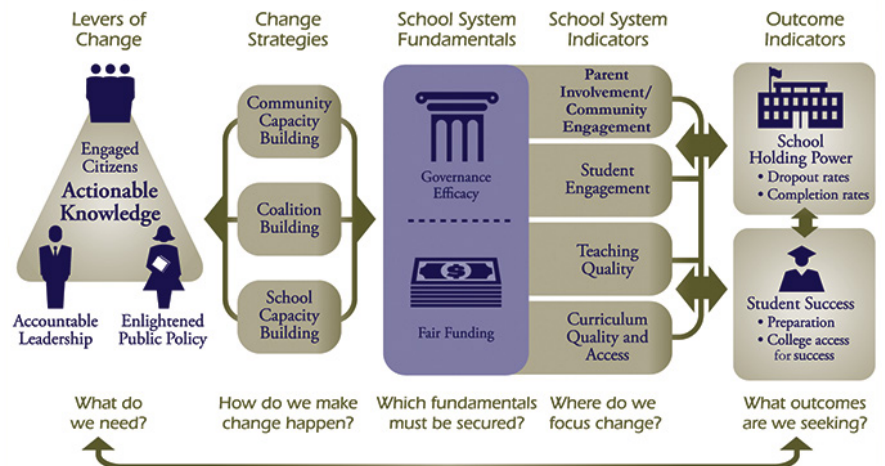 Levers of
Change
Change
Strategies
School System
Fundamentals
School System
Indicators
Outcome
Indicators
Engaged
Citizens
Actionable
Knowledge
Accountable
Leadership
Enlightened
Public Policy
Community
Capacity
Building
Coalition
Building
School
Capacity
Building
Governance
Efficacy
$
Fair Funding
Parent
Involvement/
Community
Engagement
Student
Engagement
Teaching
Quality
Curriculum
Quality and
Access
School
Holding Power
• Dropout rates
• Completion rates
Student Success
• Preparation
• College access
for success
What do
we need?
How do we make
change happen?
Which fundamentals
must be secured?
Where do we
focus change?
What outcomes
are we seeking?